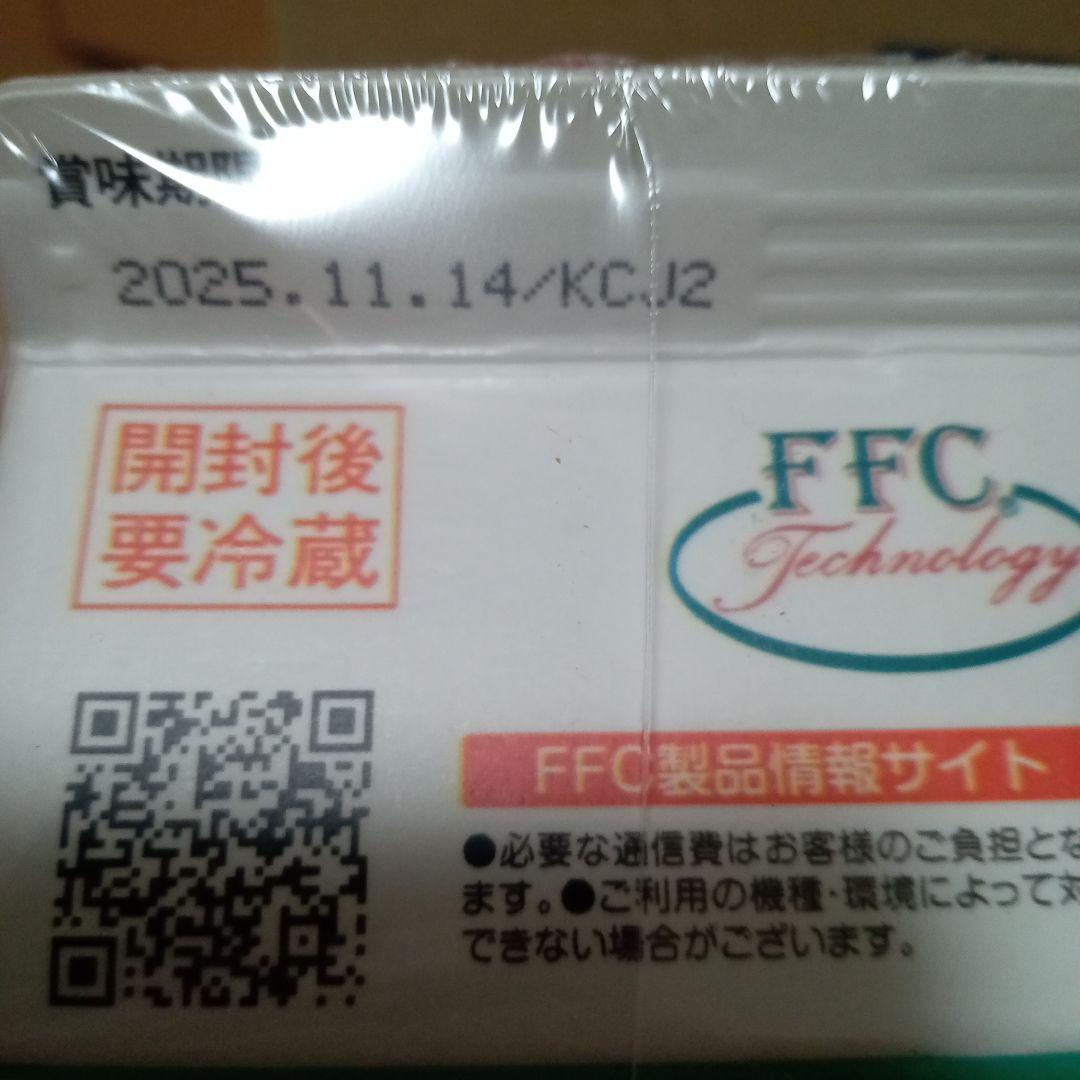 賞味期限
2025.11.14/KCJ2
開封後
要冷蔵
FFC®
Technology
FFC製品情報サイト
●必要な通信費はお客様のご負担とな
ます。●ご利用の機種・環境によって対
できない場合がございます。